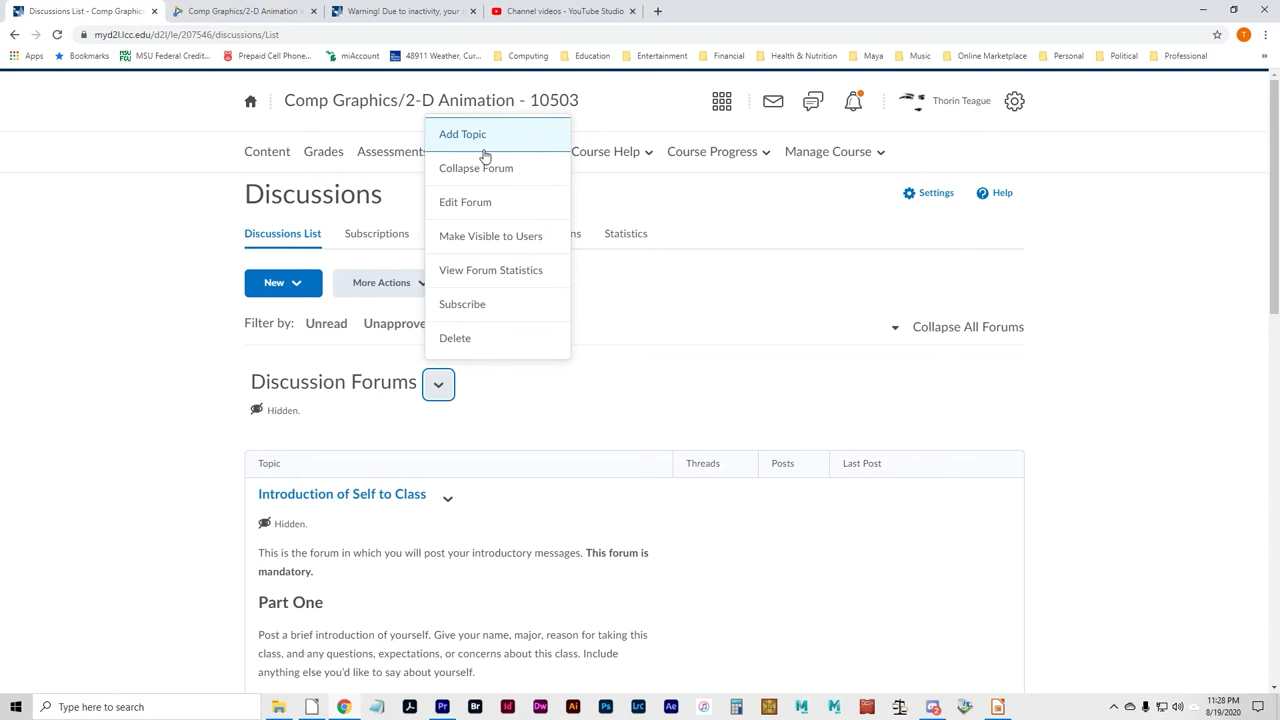 Discussions List - Comp Graphic
Comp Graphics/2-D Animation -
Warning! Due to inactivity, your
Channel videos - YouTube Studio
myd2l.lcc.edu/d2l/le/207546/discussions/List
T
Apps
Bookmarks
MSU Federal Credit...
Prepaid Cell Phone...
miAccount
48911 Weather, Cur...
Computing
Education
Entertainment
Financial
Health & Nutrition
Maya
Music
Online Marketplace
Personal
Political
Professional
Comp Graphics/2-D Animation - 10503
Thorin Teague
Content
Grades
Assessments
Course Help
Course Progress
Manage Course
Add Topic
Collapse Forum
Edit Forum
Make Visible to Users
View Forum Statistics
Subscribe
Delete
Discussions
Settings
Help
Discussions List
Subscriptions
ns
Statistics
New
More Actions
Filter by:
Unread
Unapprove
Collapse All Forums
Discussion Forums
Hidden.
Topic
Threads
Posts
Last Post
Introduction of Self to Class
Hidden.
This is the forum in which you will post your introductory messages. This forum is
mandatory.
Part One
Post a brief introduction of yourself. Give your name, major, reason for taking this
class, and any questions, expectations, or concerns about this class. Include
anything else you'd like to say about yourself.
Type here to search
Pr
Br
Id
Dw
Ai
Ps
Lrc
Ae
11:28 PM
8/19/2020